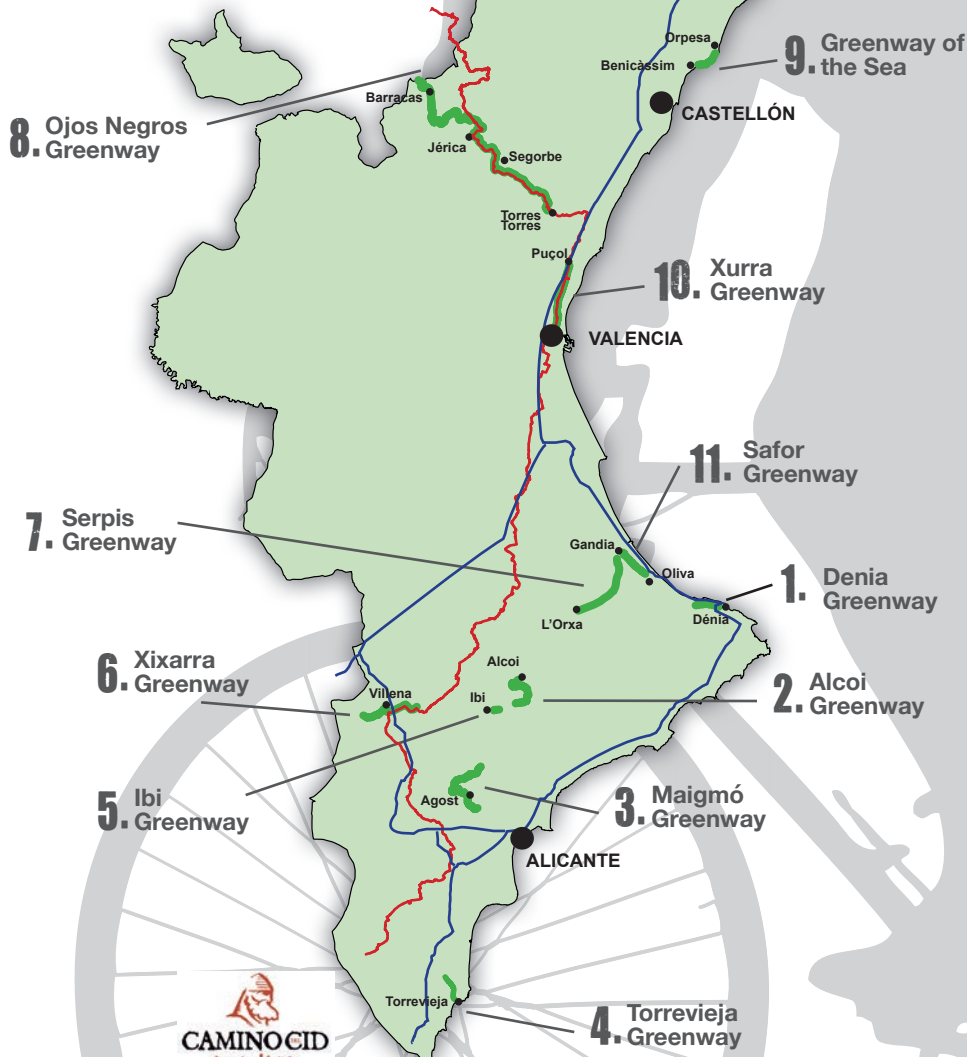 Orpesa
Benicàssim
9. Greenway of
the Sea
CASTELLÓN
Barracas
8. Ojos Negros
Greenway
Jérica
Segorbe
Torres
Torres
Puçol
10. Xurra
Greenway
VALENCIA
11. Safor
Greenway
7. Serpis
Greenway
Gandia
Oliva
1. Denia
Greenway
L'Orxa
Dénia
6. Xixarra
Greenway
Alcoi
Villena
Ibi
2. Alcoi
Greenway
5. Ibi
Greenway
Agost
3. Maigmó
Greenway
ALICANTE
Torrevieja
4. Torrevieja
Greenway
CAMINO DEL CID